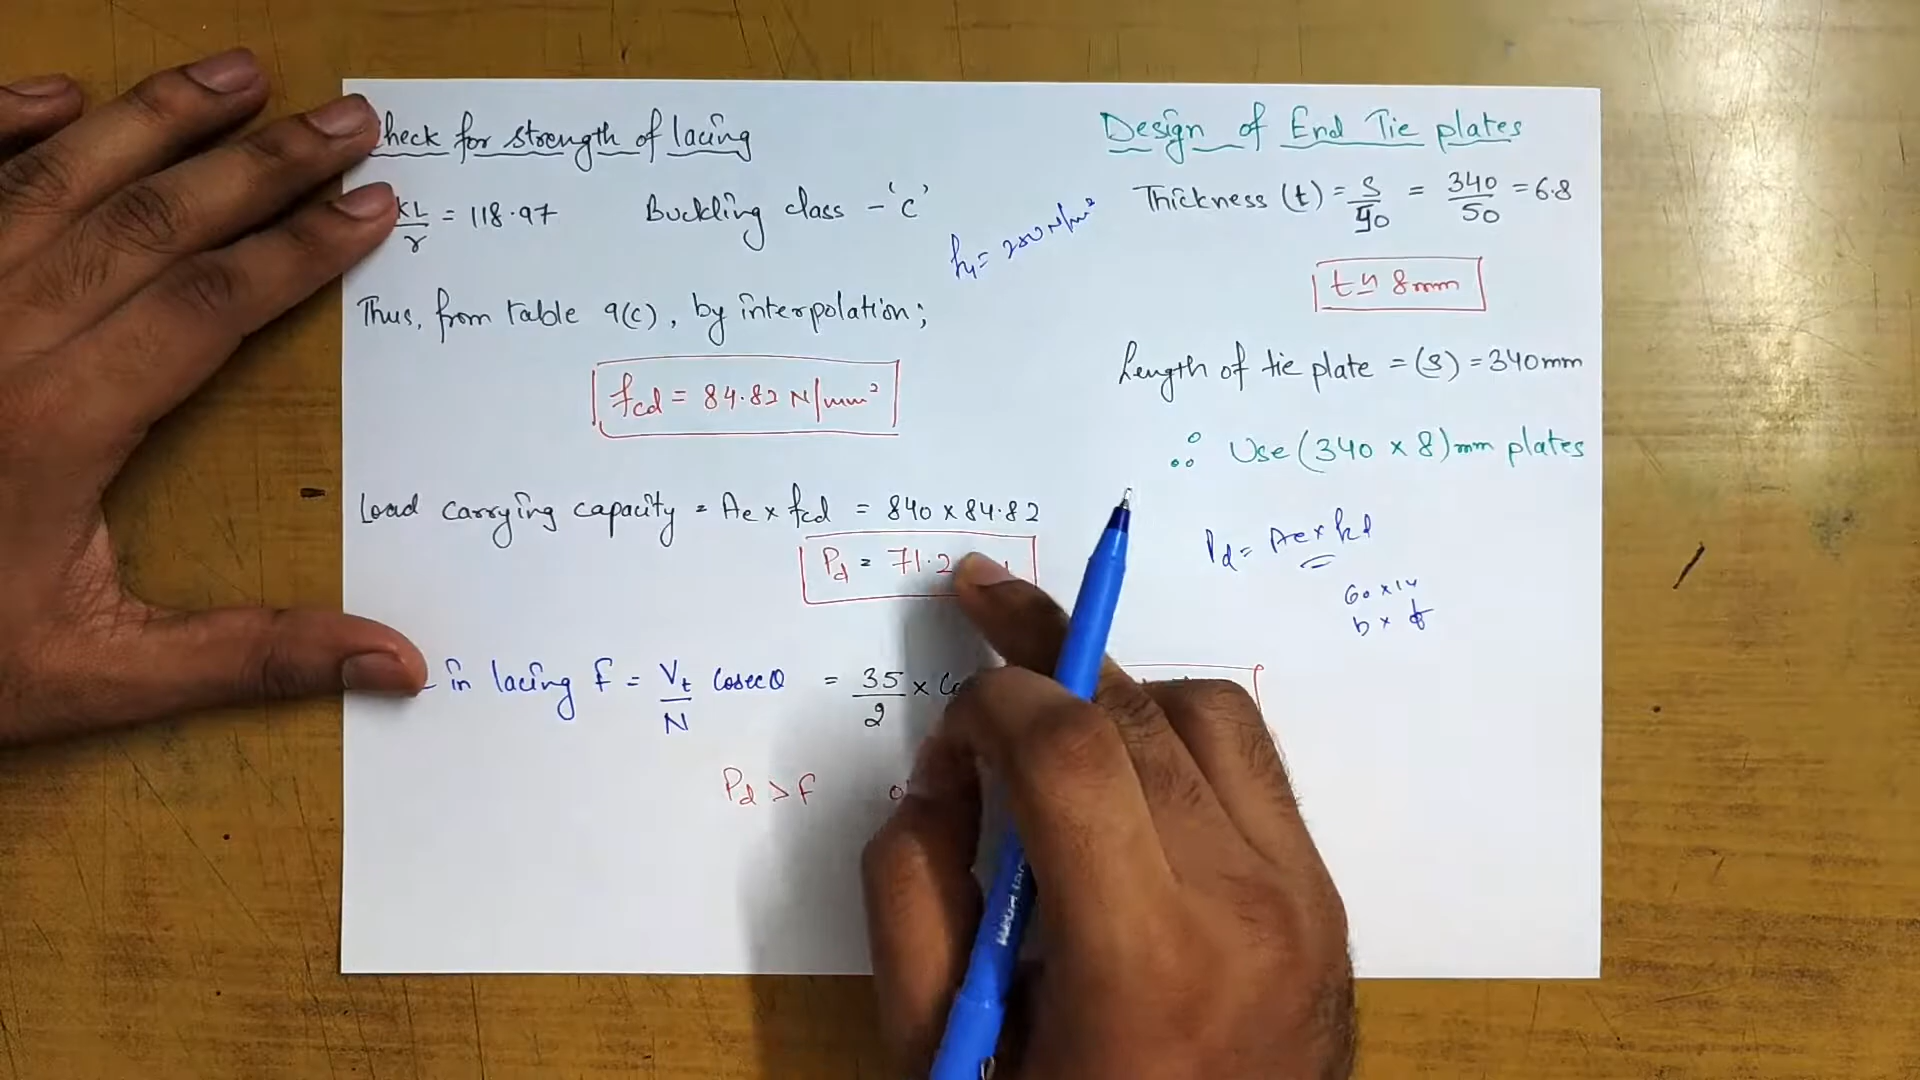 heck for strength of lacing
KL/r = 118.97 Buckling class - 'c'
fy = 250 N/mm²
Thus, from table 9(c), by interpolation;
fcd = 84.82 N/mm²
Load carrying capacity = Ae × fcd = 840 × 84.82
Pd = 71.2
in lacing F = Vt/N cosecθ = 35/2 ×
Pd > F
Design of End Tie plates
Thickness (t) = S/50 = 340/50 = 6.8
t ≃ 8mm
Length of tie plate = (S) = 340mm
∴ Use (340 × 8) mm plates
Pd = Ae × fcd
60 × 14
b × t